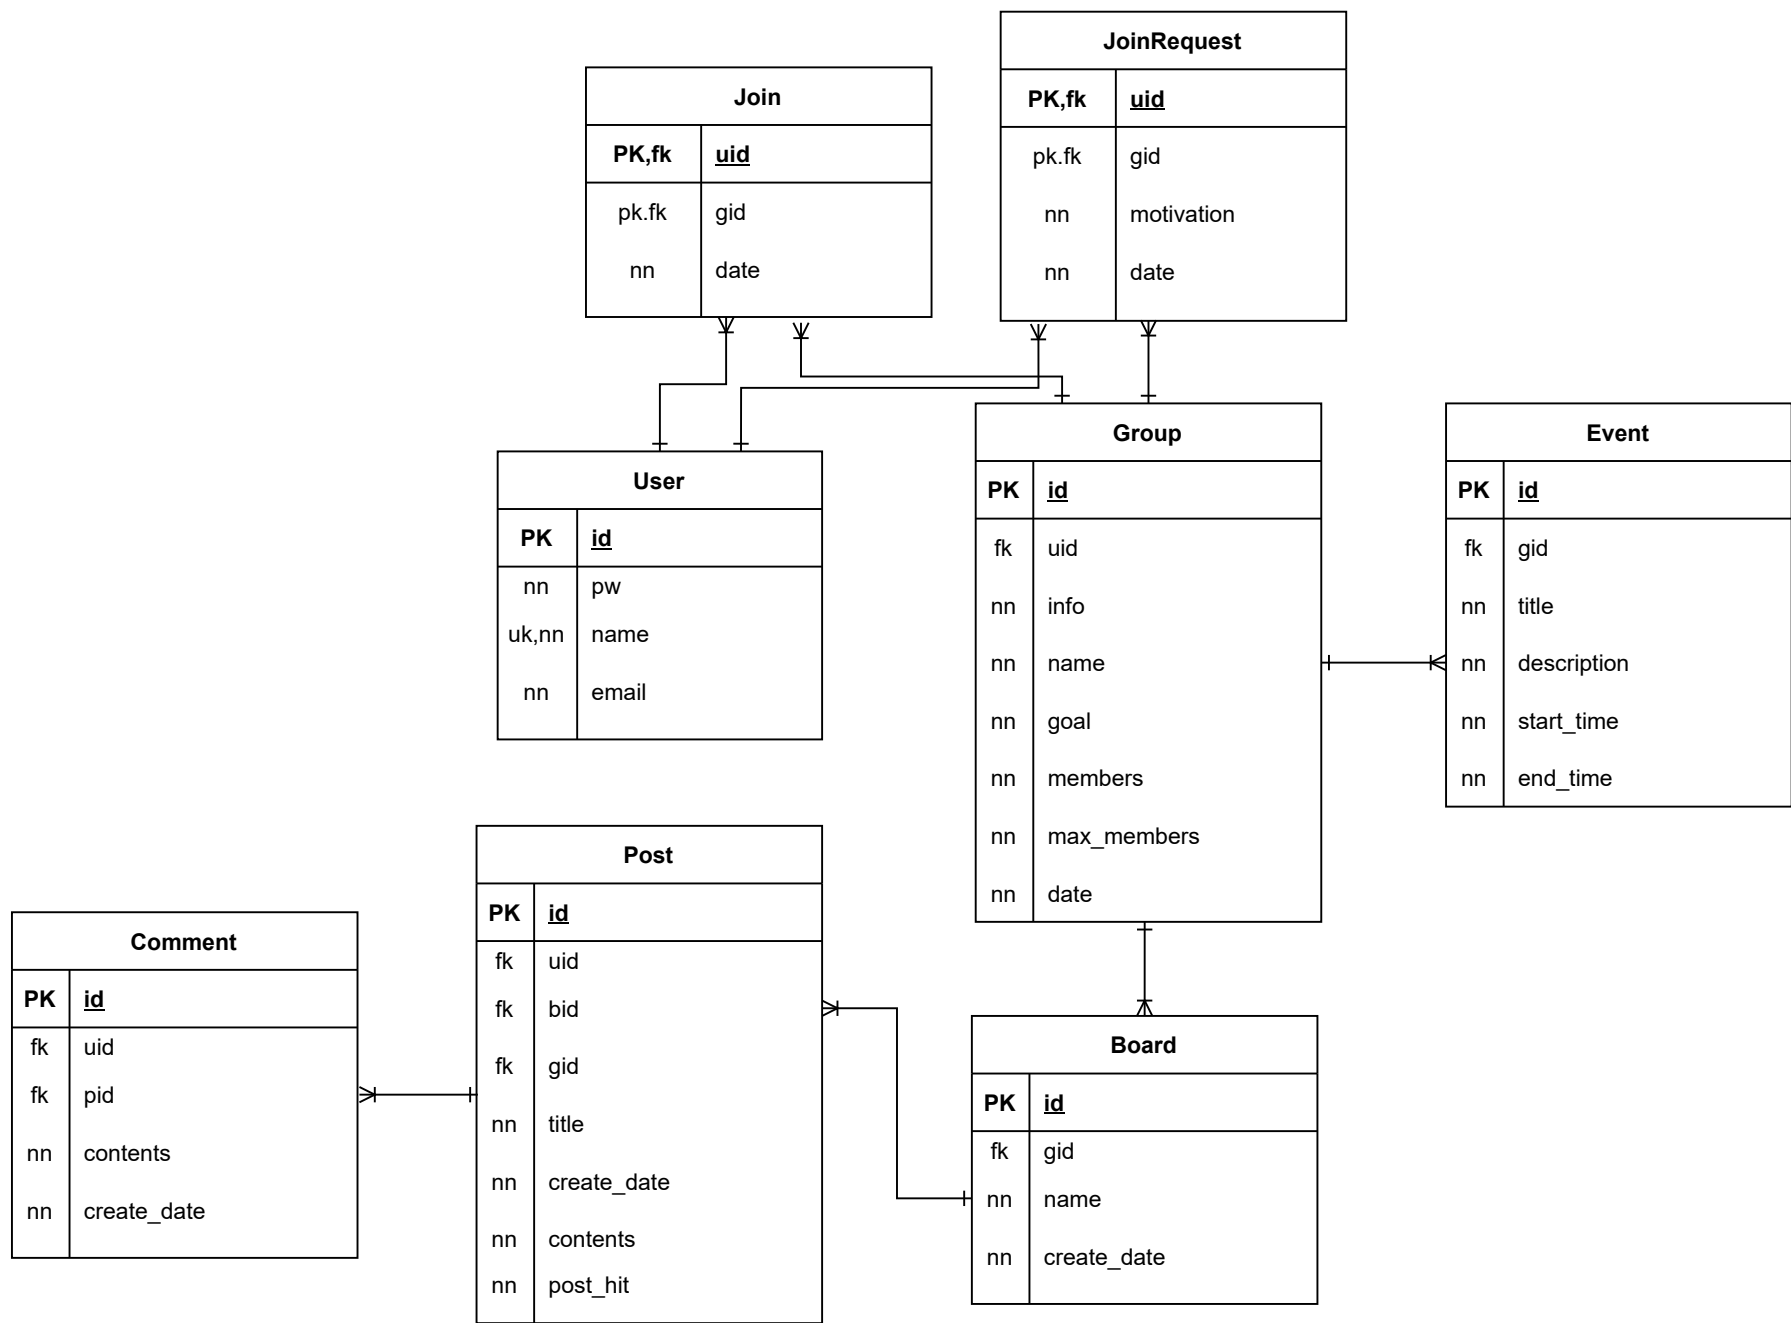 JoinRequest
PK,fk uid
pk.fk gid
nn motivation
nn date
Join
PK,fk uid
pk.fk gid
nn date
User
PK id
nn pw
uk,nn name
nn email
Group
PK id
fk uid
nn info
nn name
nn goal
nn members
nn max_members
nn date
Event
PK id
fk gid
nn title
nn description
nn start_time
nn end_time
Post
PK id
fk uid
fk bid
fk gid
nn title
nn create_date
nn contents
nn post_hit
Comment
PK id
fk uid
fk pid
nn contents
nn create_date
Board
PK id
fk gid
nn name
nn create_date